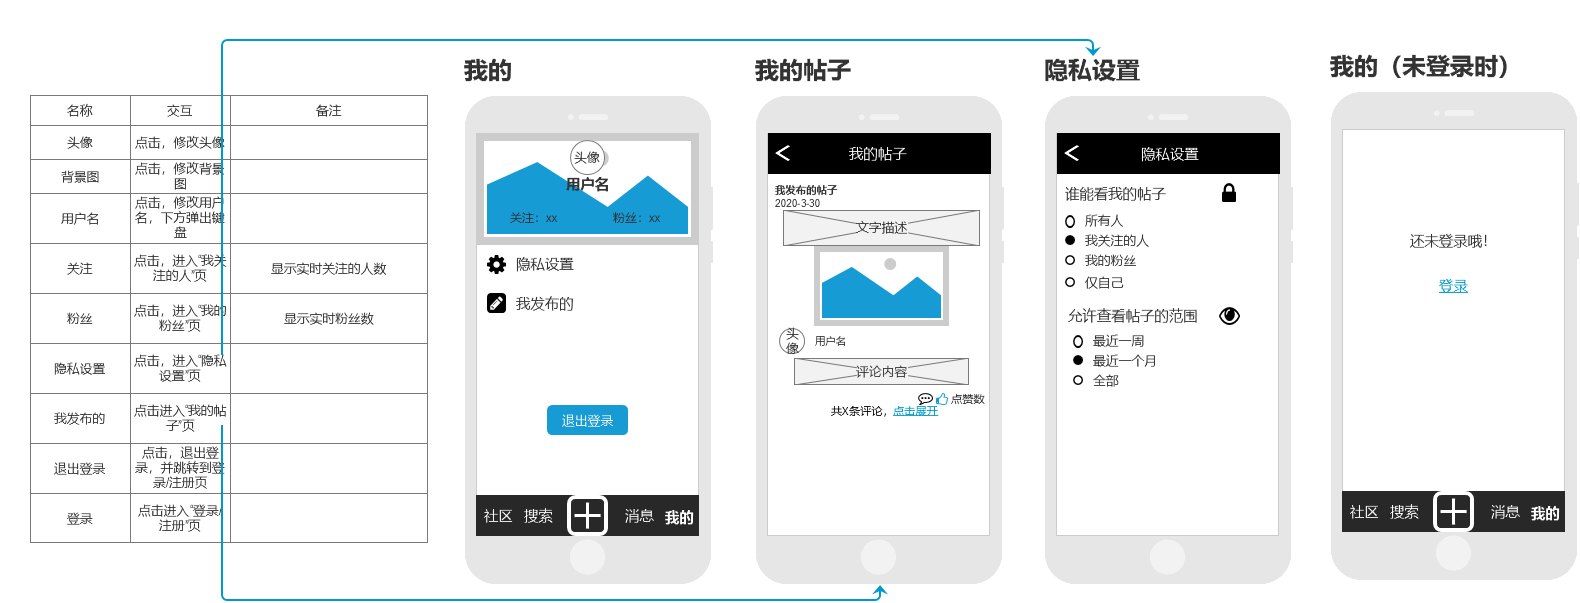 我的
我的帖子
隐私设置
我的（未登录时）
名称 交互 备注
头像 点击，修改头像
背景图 点击，修改背景
图
用户名 点击，修改用户
名，下方弹出键
盘
关注 点击，进入“我关
注的人”页 显示实时关注的人数
粉丝 点击，进入“我的
粉丝”页 显示实时粉丝数
隐私设置 点击，进入“隐私
设置”页
我发布的 点击进入“我的帖
子”页
退出登录 点击，退出登
录，并跳转到登
录/注册页
登录 点击进入“登录/
注册”页
头像
用户名
关注：xx 粉丝：xx
隐私设置
我发布的
退出登录
社区 搜索 消息 我的
我的帖子
我发布的帖子
2020-3-30
文字描述
头
像
用户名
评论内容
点赞数
共X条评论，点击展开
隐私设置
谁能看我的帖子
所有人
我关注的人
我的粉丝
仅自己
允许查看帖子的范围
最近一周
最近一个月
全部
还未登录哦！
登录
社区 搜索 消息 我的